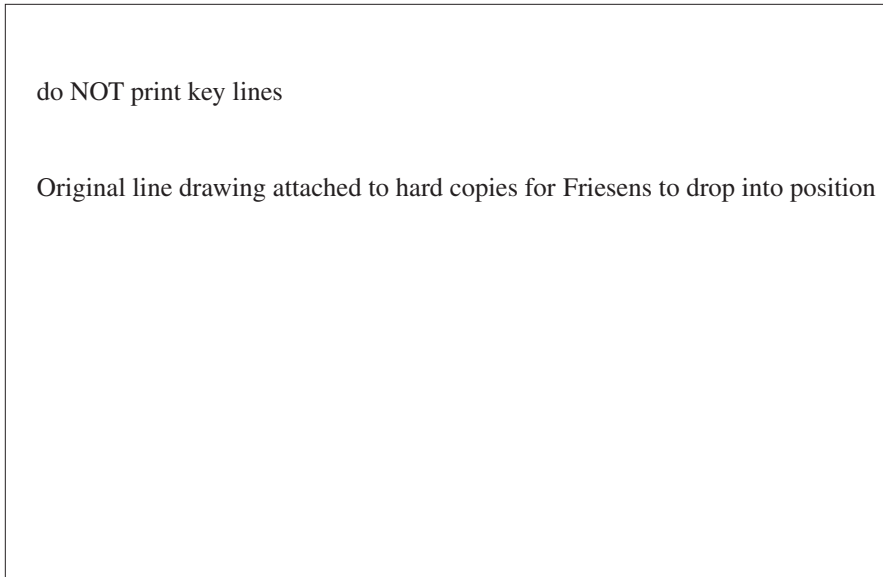 do NOT print key lines
Original line drawing attached to hard copies for Friesens to drop into position